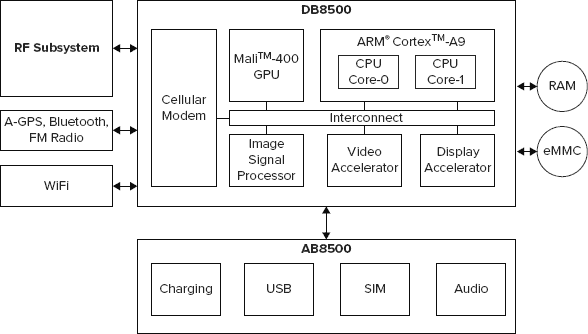 DB8500
RF Subsystem
A-GPS, Bluetooth,
FM Radio
WiFi
Cellular
Modem
Mali™-400
GPU
ARM® Cortex™-A9
CPU
Core-0
CPU
Core-1
Interconnect
Image
Signal
Processor
Video
Accelerator
Display
Accelerator
RAM
eMMC
AB8500
Charging
USB
SIM
Audio